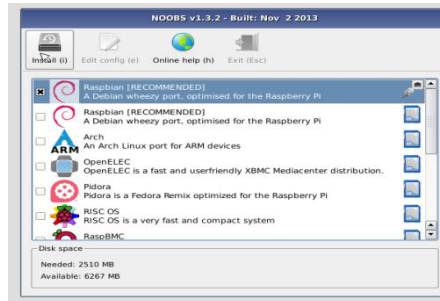 NOOBS v1.3.2 - Built: Nov 2 2013
Install (i) Edit config (e) Online help (h) Exit (Esc)
Raspbian [RECOMMENDED]
A Debian wheezy port, optimised for the Raspberry Pi
Raspbian [RECOMMENDED]
A Debian wheezy port, optimised for the Raspberry Pi
ARM
Arch
An Arch Linux port for ARM devices
OpenELEC
OpenELEC is a fast and userfriendly XBMC Mediacenter distribution.
Pidora
Pidora is a Fedora Remix optimized for the Raspberry Pi
RISC OS
RISC OS is a very fast and compact system
RaspBMC
Disk space
Needed: 2510 MB
Available: 6267 MB